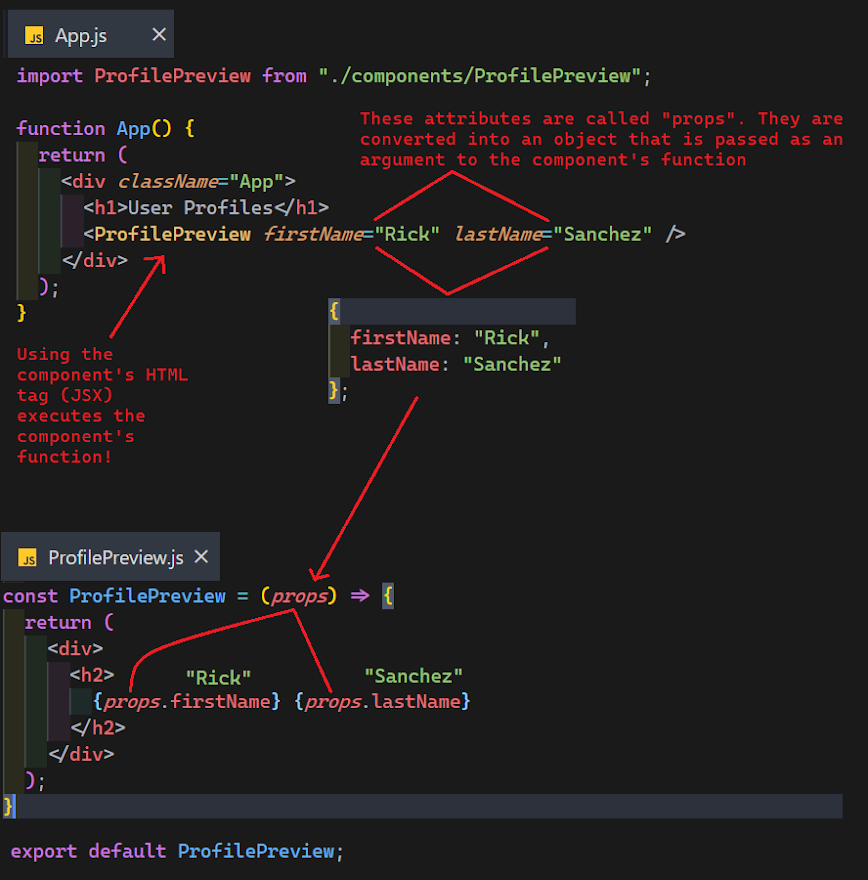 JS App.js ×
import ProfilePreview from "./components/ProfilePreview";
These attributes are called "props". They are
converted into an object that is passed as an
argument to the component's function
function App() {
return (
<div className="App">
<h1>User Profiles</h1>
<ProfilePreview firstName="Rick" lastName="Sanchez" />
</div>
);
}
{
firstName: "Rick",
lastName: "Sanchez"
};
Using the
component's HTML
tag (JSX)
executes the
component's
function!
JS ProfilePreview.js ×
const ProfilePreview = (props) => {
return (
<div>
<h2>
"Rick" "Sanchez"
{props.firstName} {props.lastName}
</h2>
</div>
);
}
export default ProfilePreview;